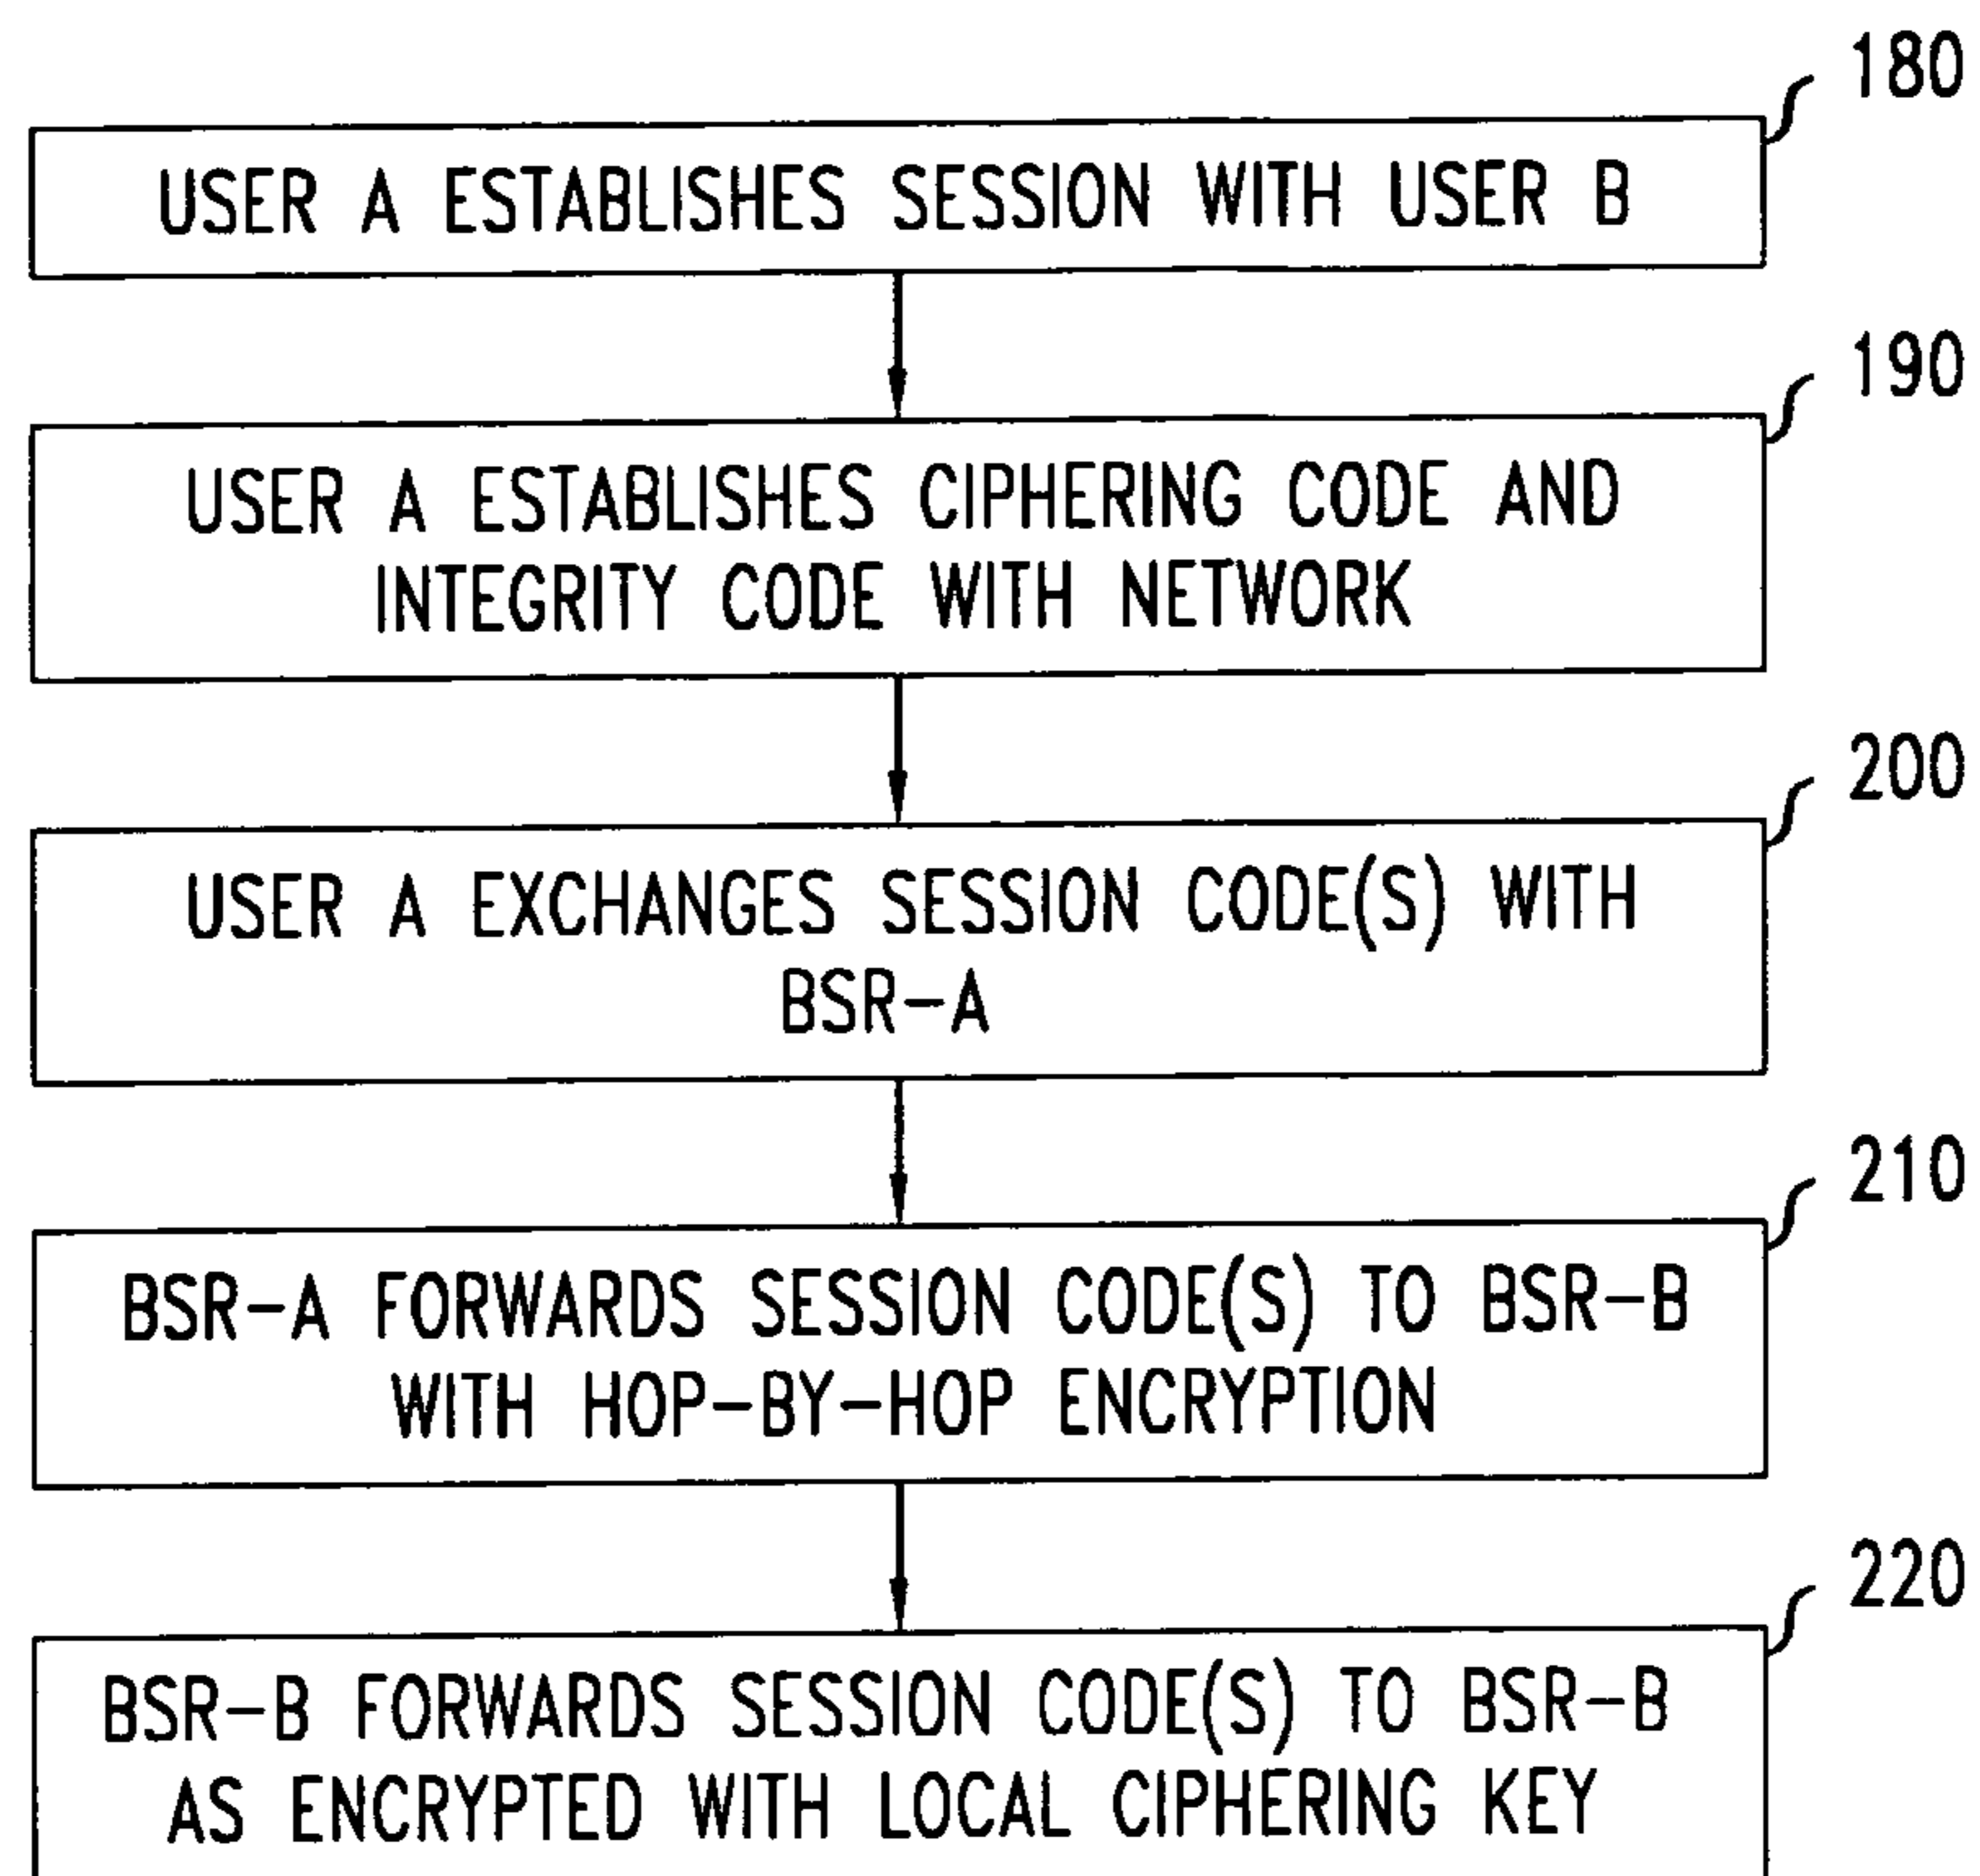 180
USER A ESTABLISHES SESSION WITH USER B
190
USER A ESTABLISHES CIPHERING CODE AND
INTEGRITY CODE WITH NETWORK
200
USER A EXCHANGES SESSION CODE(S) WITH
BSR-A
210
BSR-A FORWARDS SESSION CODE(S) TO BSR-B
WITH HOP-BY-HOP ENCRYPTION
220
BSR-B FORWARDS SESSION CODE(S) TO BSR-B
AS ENCRYPTED WITH LOCAL CIPHERING KEY